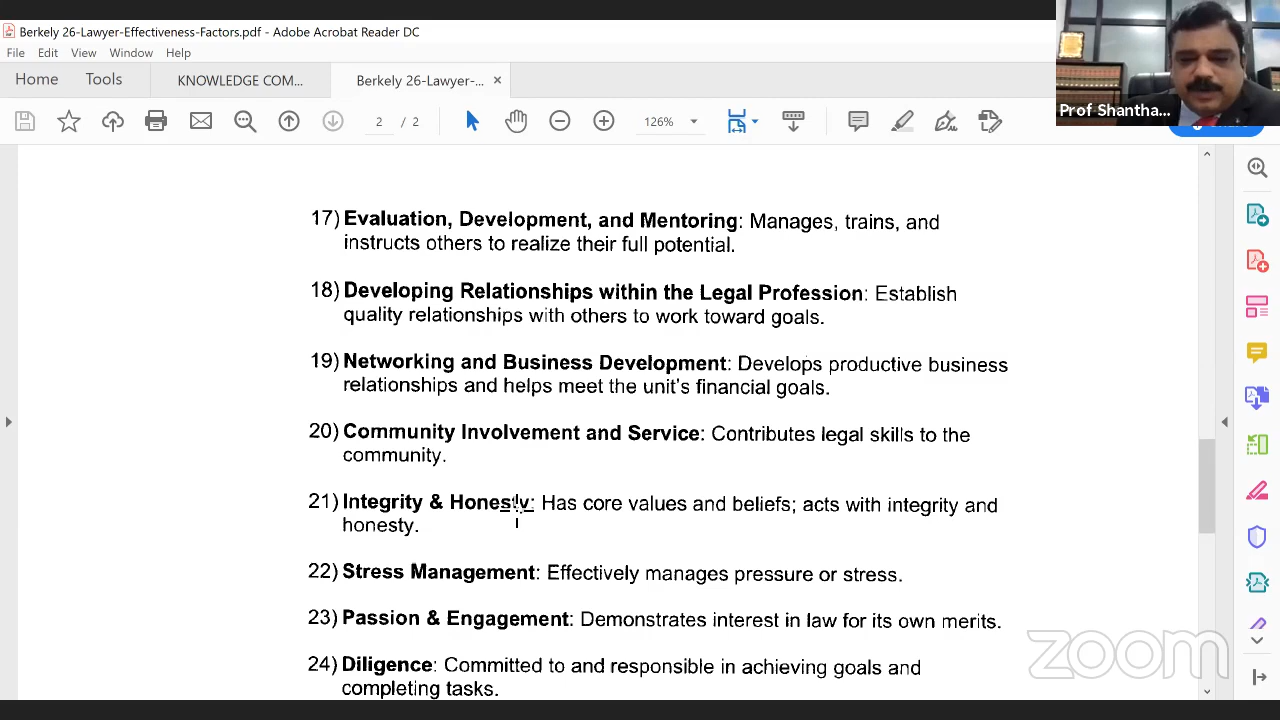 Berkely 26-Lawyer-Effectiveness-Factors.pdf - Adobe Acrobat Reader DC
File Edit View Window Help
Home Tools KNOWLEDGE COM... Berkely 26-Lawyer-... ×
2 / 2 126%
Prof Shantha...
17) Evaluation, Development, and Mentoring: Manages, trains, and
instructs others to realize their full potential.
18) Developing Relationships within the Legal Profession: Establish
quality relationships with others to work toward goals.
19) Networking and Business Development: Develops productive business
relationships and helps meet the unit's financial goals.
20) Community Involvement and Service: Contributes legal skills to the
community.
21) Integrity & Honesty: Has core values and beliefs; acts with integrity and
honesty.
22) Stress Management: Effectively manages pressure or stress.
23) Passion & Engagement: Demonstrates interest in law for its own merits.
24) Diligence: Committed to and responsible in achieving goals and
completing tasks.
zoom